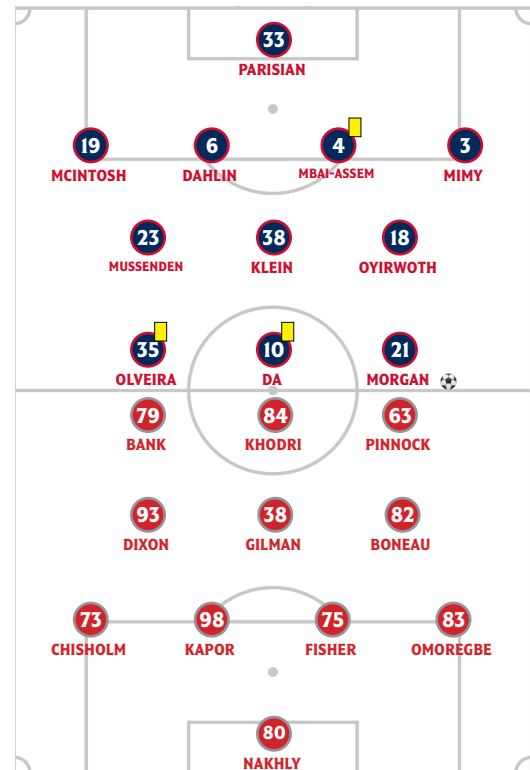 33
PARISIAN
19 6 4 3
MCINTOSH DAHLIN MBAI-ASSEM MIMY
23 38 18
MUSSENDEN KLEIN OYIRWOTH
35 10 21
OLVEIRA DA MORGAN
79 84 63
BANK KHODRI PINNOCK
93 38 82
DIXON GILMAN BONEAU
73 98 75 83
CHISHOLM KAPOR FISHER OMOREGBE
80
NAKHLY